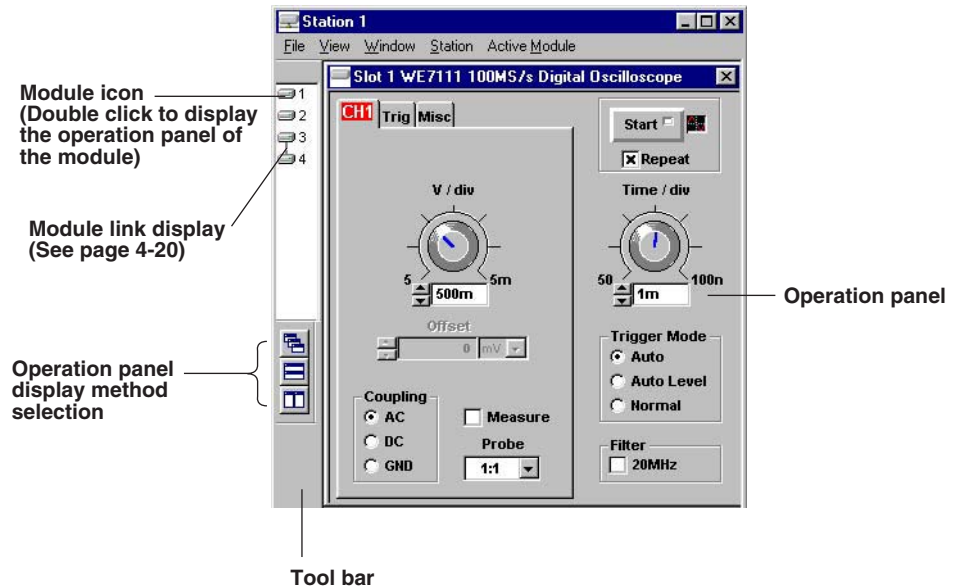 Station 1
File View Window Station Active Module
Slot 1 WE7111 100MS/s Digital Oscilloscope
Module icon
(Double click to display
the operation panel of
the module)
1
2
3
4
Module link display
(See page 4-20)
CH1 Trig Misc
Start
Repeat
V / div
5 5m
500m
Time / div
50 100n
1m
Operation panel
Offset
0 mV
Operation panel
display method
selection
Coupling
AC
DC
GND
Measure
Probe
1:1
Trigger Mode
Auto
Auto Level
Normal
Filter
20MHz
Tool bar